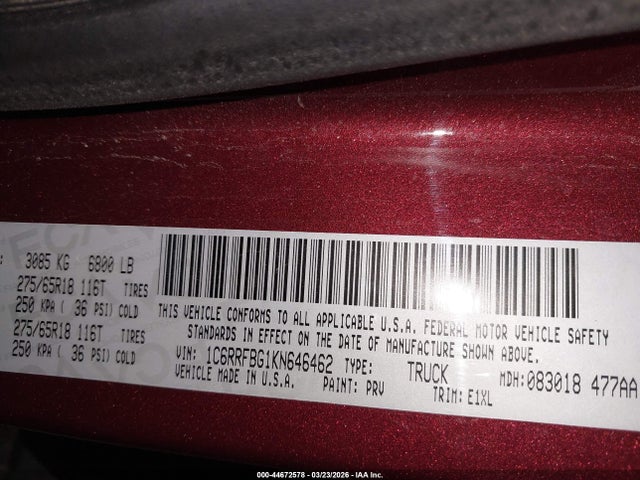 : 3085 KG 6800 LB
275/65R18 116T TIRES
250 KPA ( 36 PSI) COLD
275/65R18 116T TIRES
250 KPA ( 36 PSI) COLD
THIS VEHICLE CONFORMS TO ALL APPLICABLE U.S.A. FEDERAL MOTOR VEHICLE SAFETY
STANDARDS IN EFFECT ON THE DATE OF MANUFACTURE SHOWN ABOVE.
VIN: 1C6RRFBG1KN646462 TYPE: TRUCK MDH:083018 477AA
VEHICLE MADE IN U.S.A. PAINT: PRV TRIM: E1XL
000-44672578 - 03/23/2026 - IAA Inc.